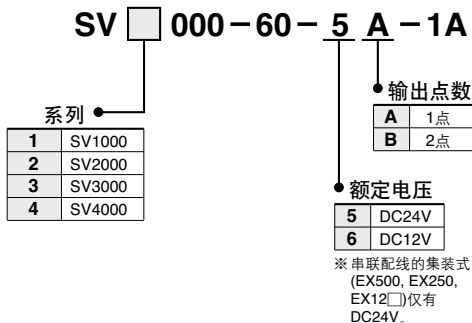 SV □ 000-60-5 A-1A
系列
1 SV1000
2 SV2000
3 SV3000
4 SV4000
输出点数
A 1点
B 2点
额定电压
5 DC24V
6 DC12V
※ 串联配线的集装式
(EX500, EX250,
EX12□)仅有
DC24V。